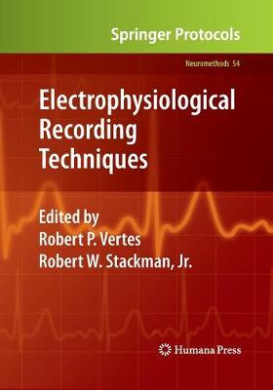 Springer Protocols
Neuromethods 54
Electrophysiological
Recording
Techniques
Edited by
Robert P. Vertes
Robert W. Stackman, Jr.
Humana Press